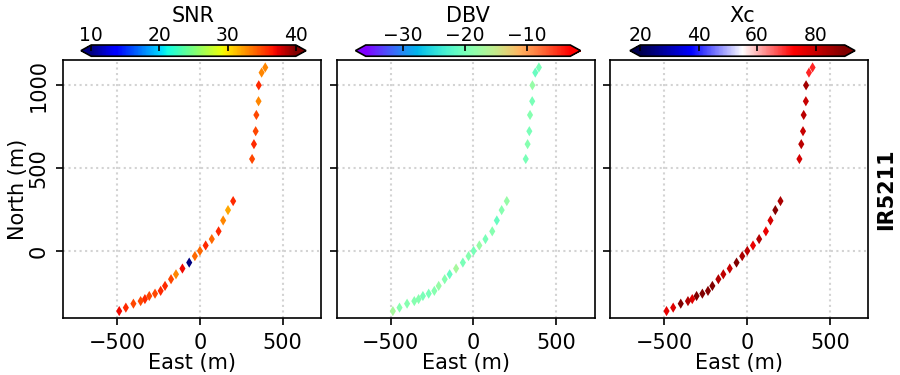 SNR DBV Xc
10 20 30 40 −30 −20 −10 20 40 60 80
1000
500
0
North (m)
IR5211
−500 0 500 −500 0 500 −500 0 500
East (m) East (m) East (m)